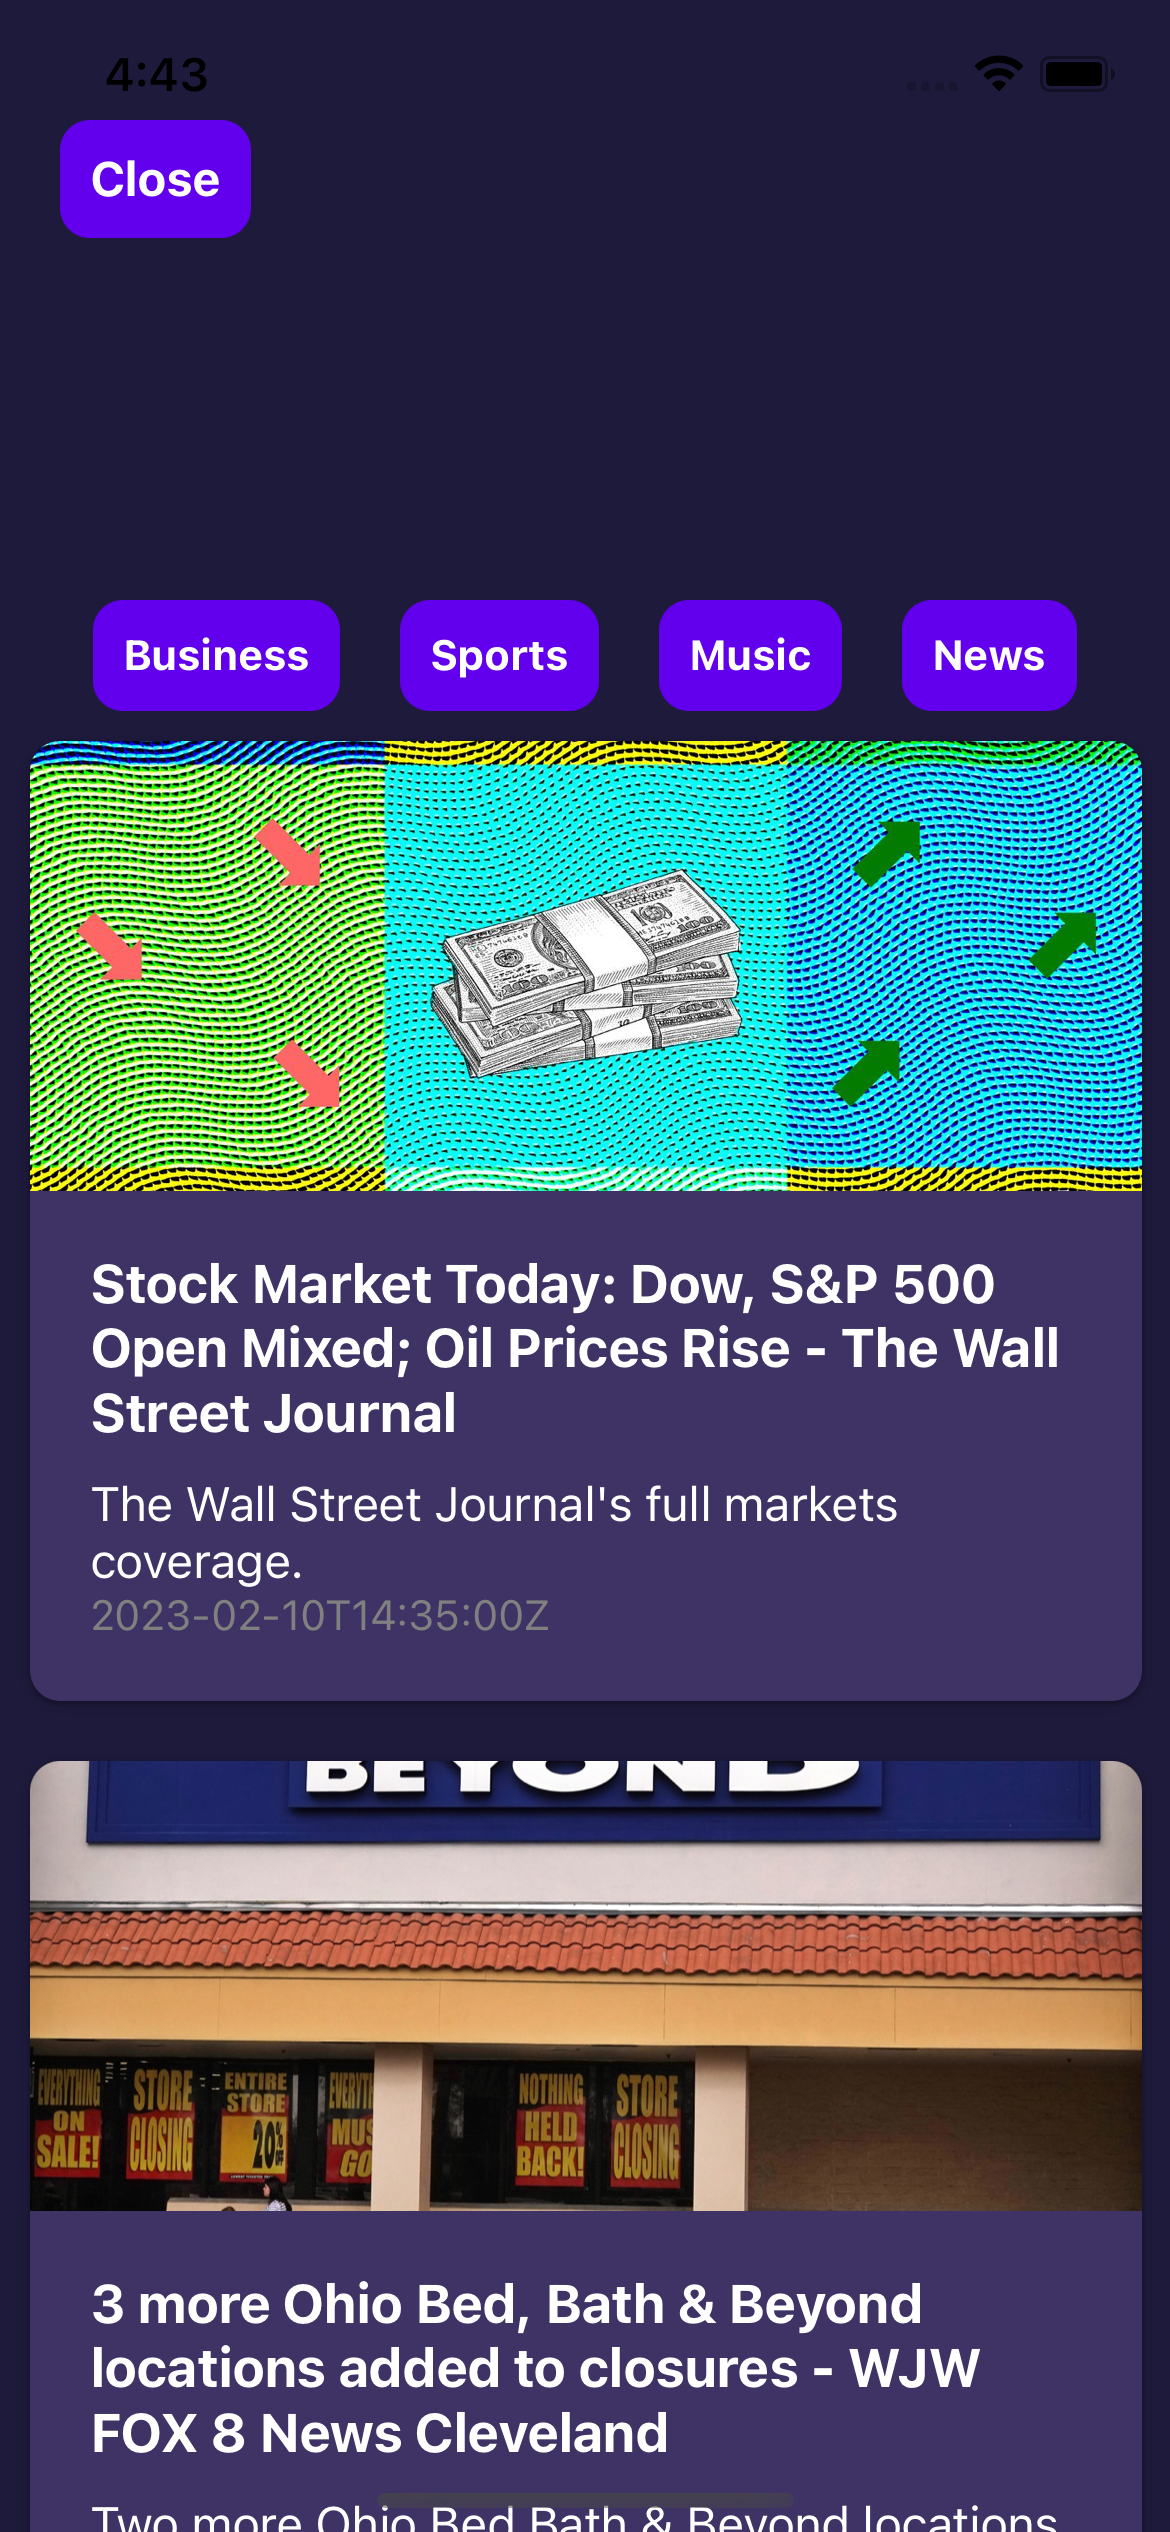 4:43
Close
Business Sports Music News
Stock Market Today: Dow, S&P 500
Open Mixed; Oil Prices Rise - The Wall
Street Journal
The Wall Street Journal's full markets
coverage.
2023-02-10T14:35:00Z
BEYOND
EVERYTHING
ON
SALE!
STORE
CLOSING
ENTIRE
STORE
20%
OFF
NOTHING
HELD
BACK!
STORE
CLOSING
3 more Ohio Bed, Bath & Beyond
locations added to closures - WJW
FOX 8 News Cleveland
Two more Ohio Bed Bath & Beyond locations